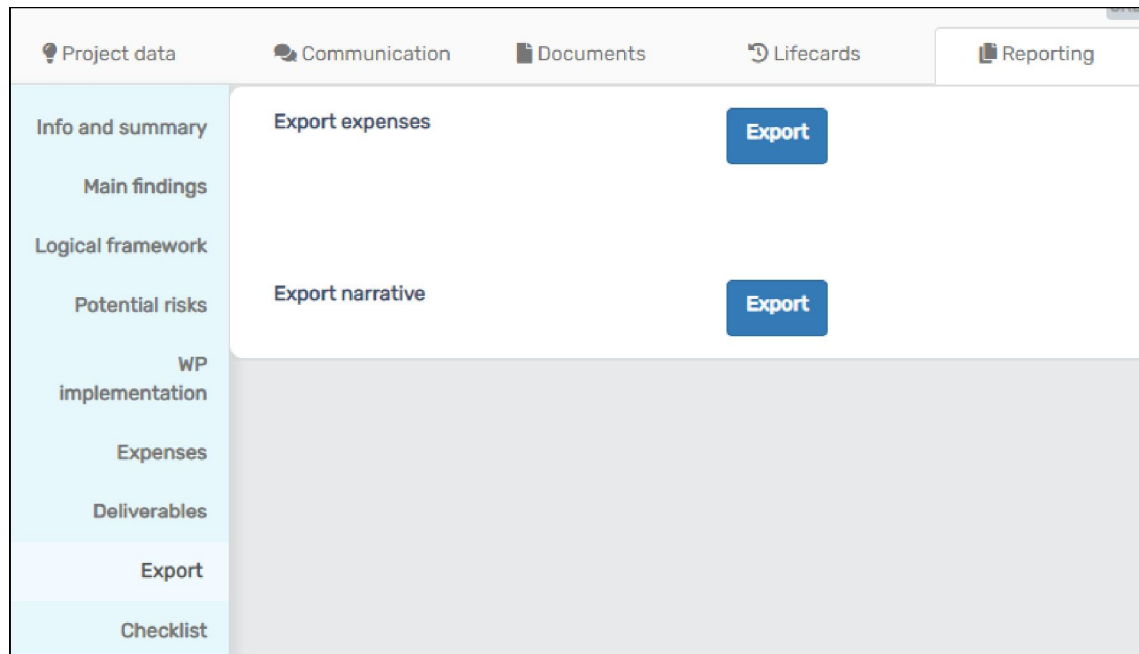 Project data
Communication
Documents
Lifecards
Reporting
Info and summary
Main findings
Logical framework
Potential risks
WP
implementation
Expenses
Deliverables
Export
Checklist
Export expenses
Export
Export narrative
Export